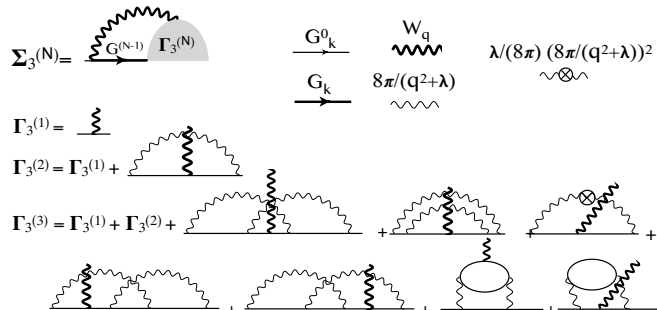 Σ₃⁽ᴺ⁾= G⁽ᴺ⁻¹⁾ Γ₃⁽ᴺ⁾ G⁰ₖ W_q λ/(8π) (8π/(q²+λ))²
Gₖ 8π/(q²+λ)
Γ₃⁽¹⁾ =
Γ₃⁽²⁾ = Γ₃⁽¹⁾ +
Γ₃⁽³⁾ = Γ₃⁽¹⁾ + Γ₃⁽²⁾ + + + +
+ + +